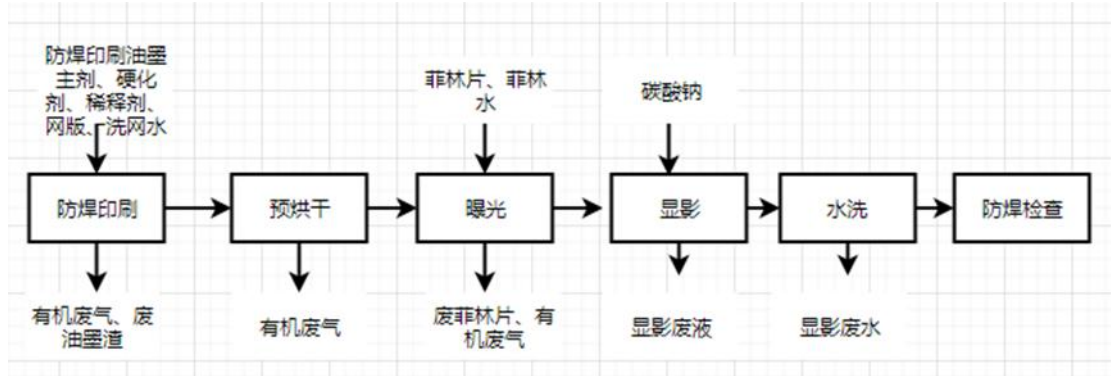 防焊印刷油墨
主剂、硬化
剂、稀释剂、
网版、洗网水
菲林片、菲林
水
碳酸钠
防焊印刷
预烘干
曝光
显影
水洗
防焊检查
有机废气、废
油墨渣
有机废气
废菲林片、有
机废气
显影废液
显影废水